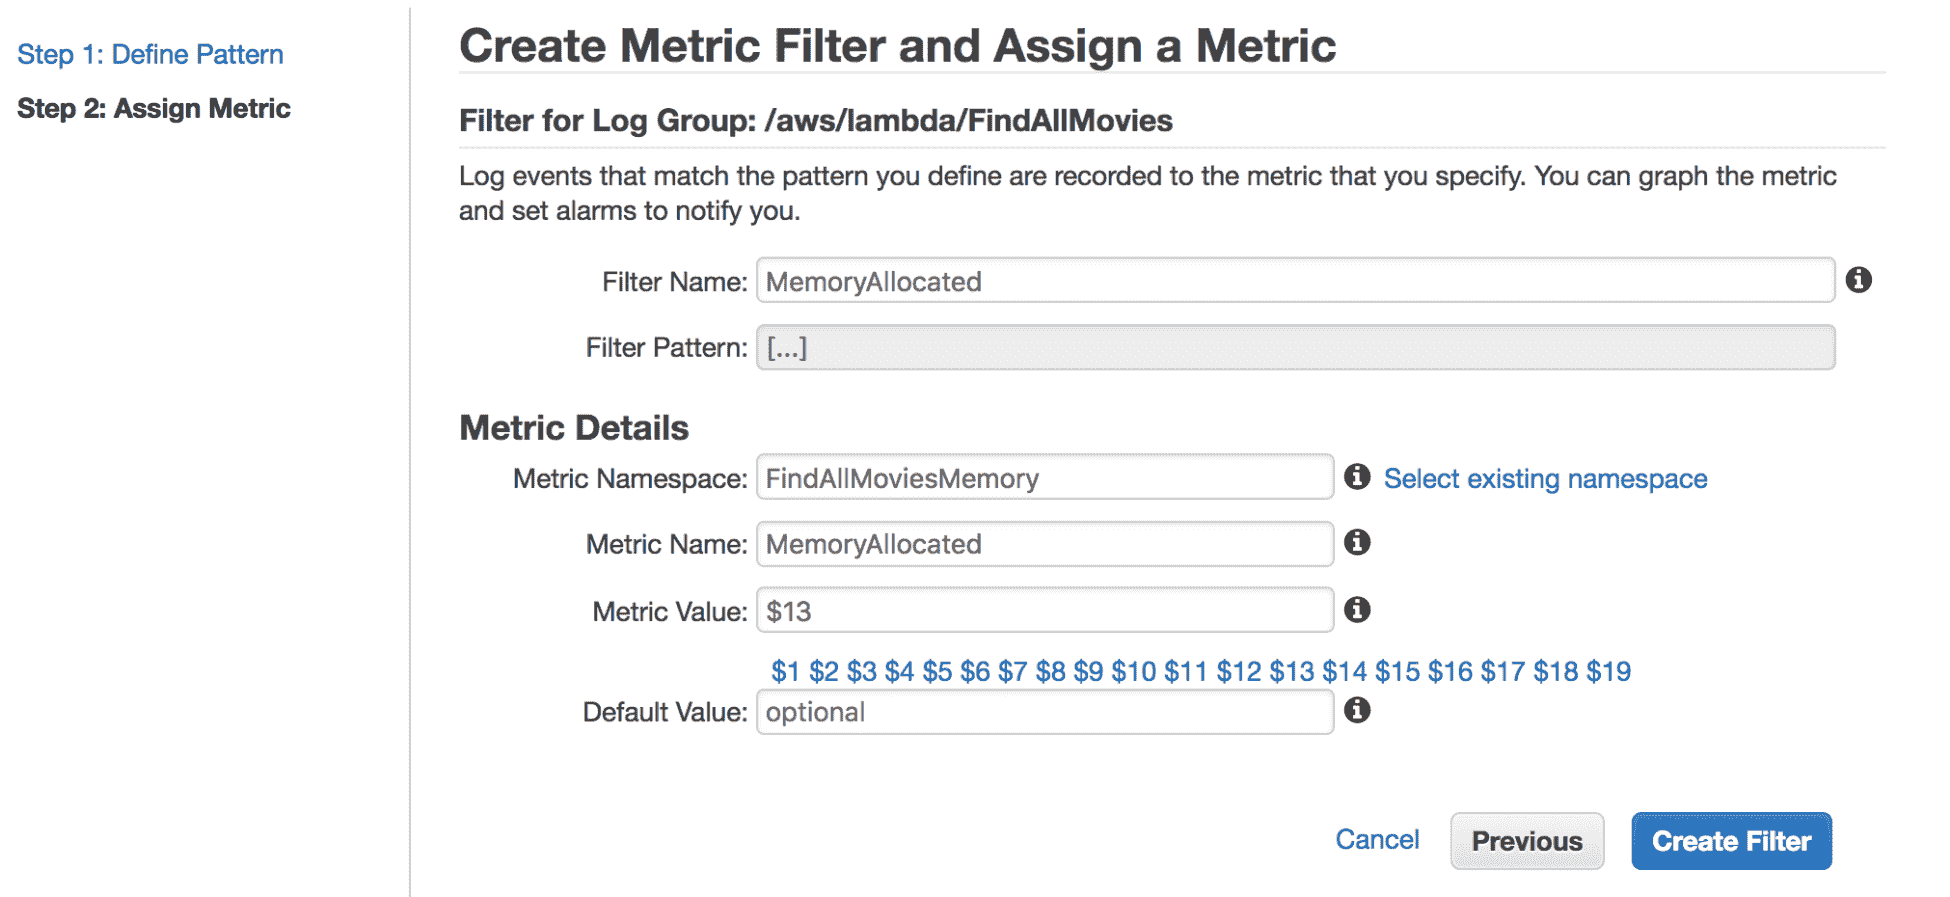 Step 1: Define Pattern
Step 2: Assign Metric
Create Metric Filter and Assign a Metric
Filter for Log Group: /aws/lambda/FindAllMovies
Log events that match the pattern you define are recorded to the metric that you specify. You can graph the metric
and set alarms to notify you.
Filter Name: MemoryAllocated
Filter Pattern: [...]
Metric Details
Metric Namespace: FindAllMoviesMemory Select existing namespace
Metric Name: MemoryAllocated
Metric Value: $13
$1 $2 $3 $4 $5 $6 $7 $8 $9 $10 $11 $12 $13 $14 $15 $16 $17 $18 $19
Default Value: optional
Cancel Previous Create Filter